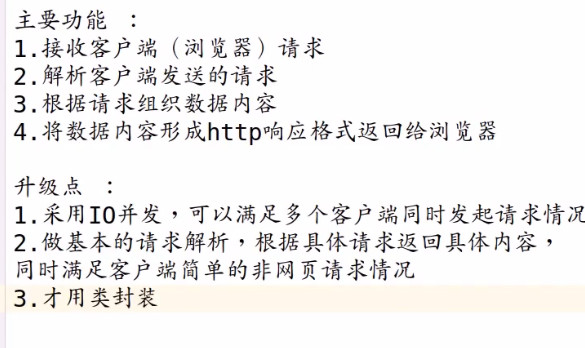 主要功能 ：
1.接收客户端（浏览器）请求
2.解析客户端发送的请求
3.根据请求组织数据内容
4.将数据内容形成http响应格式返回给浏览器
升级点 ：
1.采用IO并发，可以满足多个客户端同时发起请求情况
2.做基本的请求解析，根据具体请求返回具体内容，
同时满足客户端简单的非网页请求情况
3.才用类封装